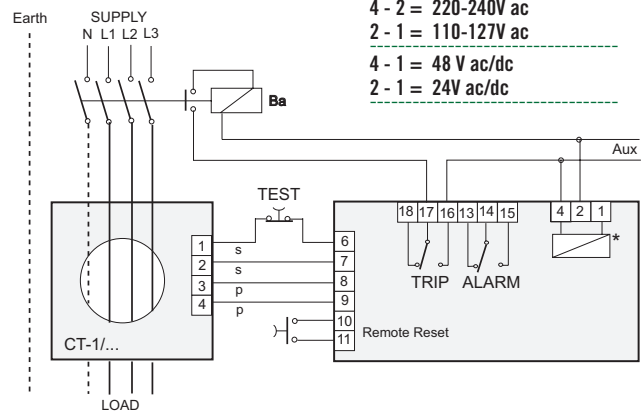 Earth
SUPPLY
N L1 L2 L3
4 - 2 = 220-240V ac
2 - 1 = 110-127V ac
4 - 1 = 48 V ac/dc
2 - 1 = 24V ac/dc
Ba
Aux
TEST
18 17 16 13 14 15
4 2 1
*
TRIP ALARM
1 s 6
2 s 7
3 p 8
4 p 9
10
11
Remote Reset
CT-1/...
LOAD